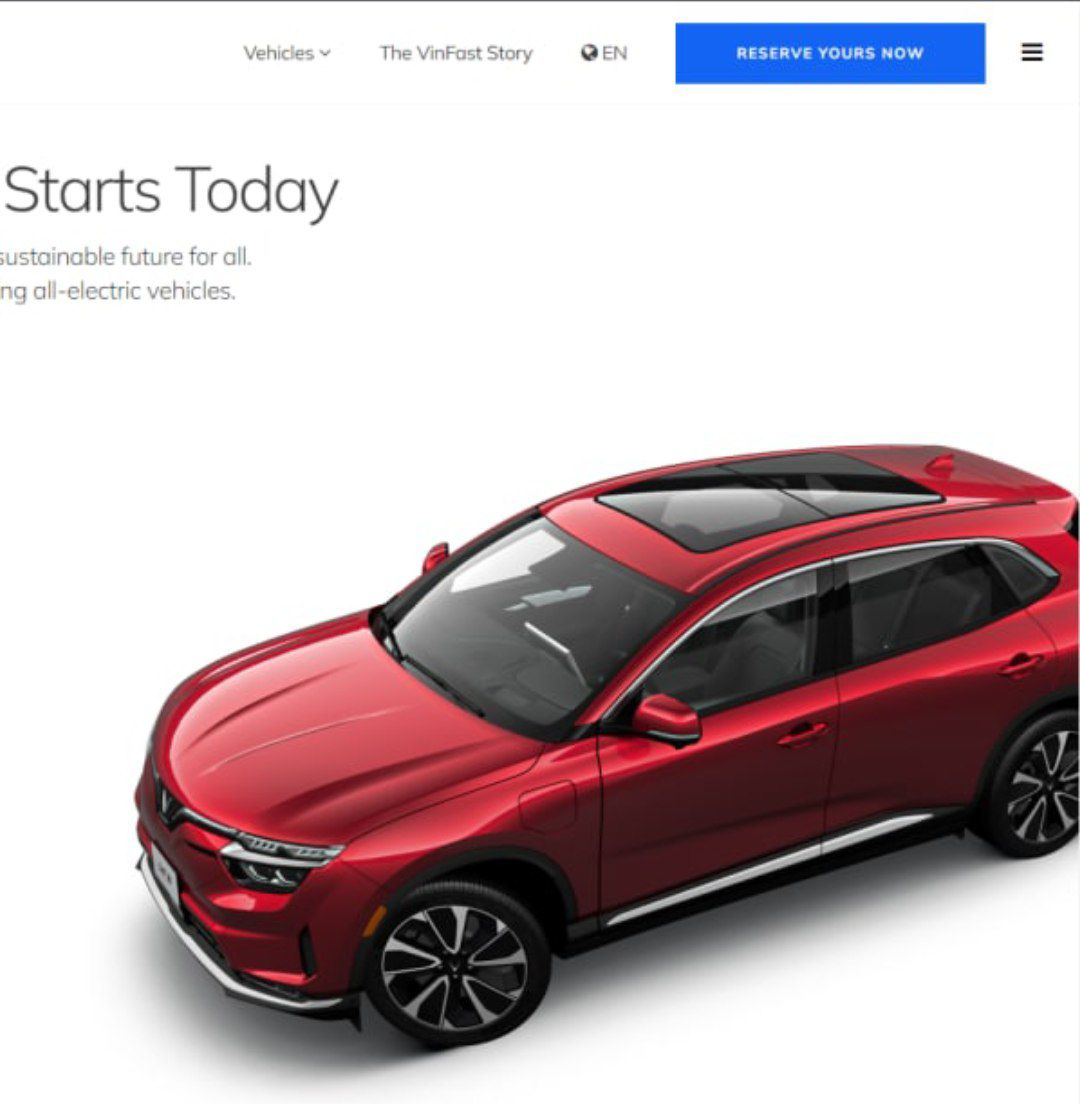 Vehicles
The VinFast Story
EN
RESERVE YOURS NOW
Starts Today
sustainable future for all.
ng all-electric vehicles.